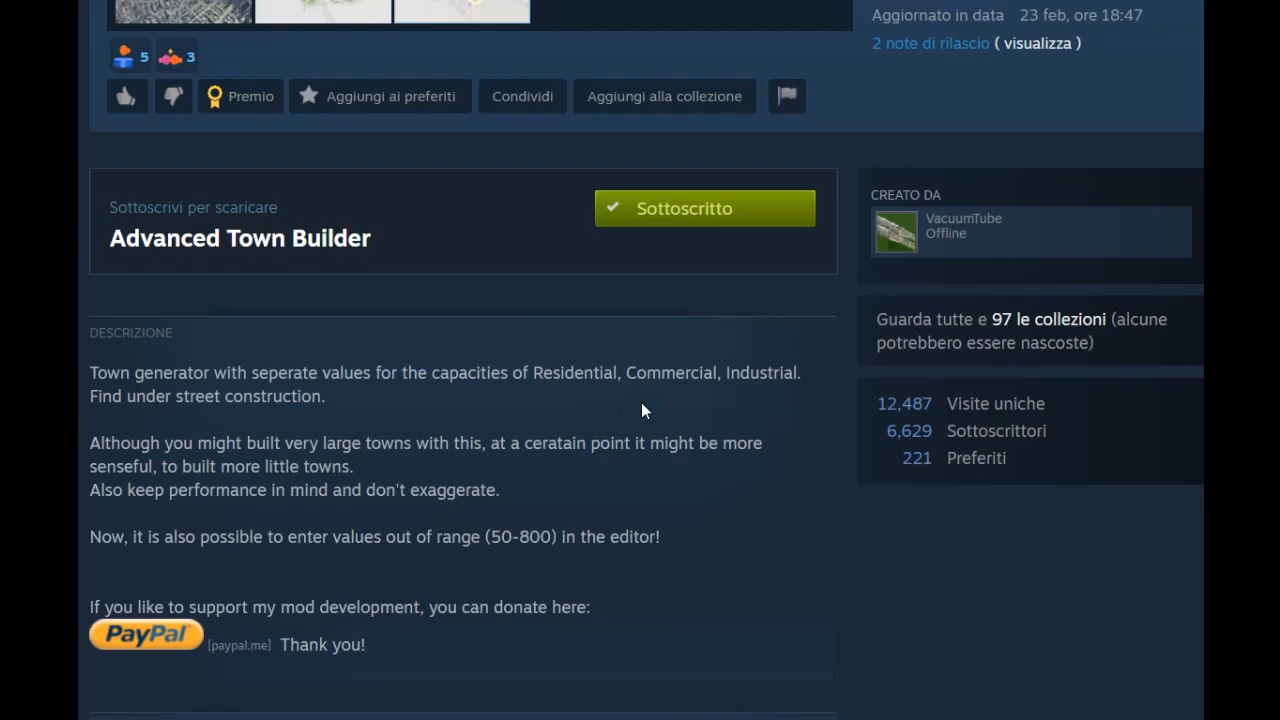 Aggiornato in data 23 feb, ore 18:47
2 note di rilascio ( visualizza )
5
3
Premio
Aggiungi ai preferiti
Condividi
Aggiungi alla collezione
Sottoscrivi per scaricare
Advanced Town Builder
Sottoscritto
CREATO DA
VacuumTube
Offline
Guarda tutte e 97 le collezioni (alcune
potrebbero essere nascoste)
12,487 Visite uniche
6,629 Sottoscrittori
221 Preferiti
DESCRIZIONE
Town generator with seperate values for the capacities of Residential, Commercial, Industrial.
Find under street construction.
Although you might built very large towns with this, at a ceratain point it might be more
senseful, to built more little towns.
Also keep performance in mind and don't exaggerate.
Now, it is also possible to enter values out of range (50-800) in the editor!
If you like to support my mod development, you can donate here:
PayPal [paypal.me] Thank you!